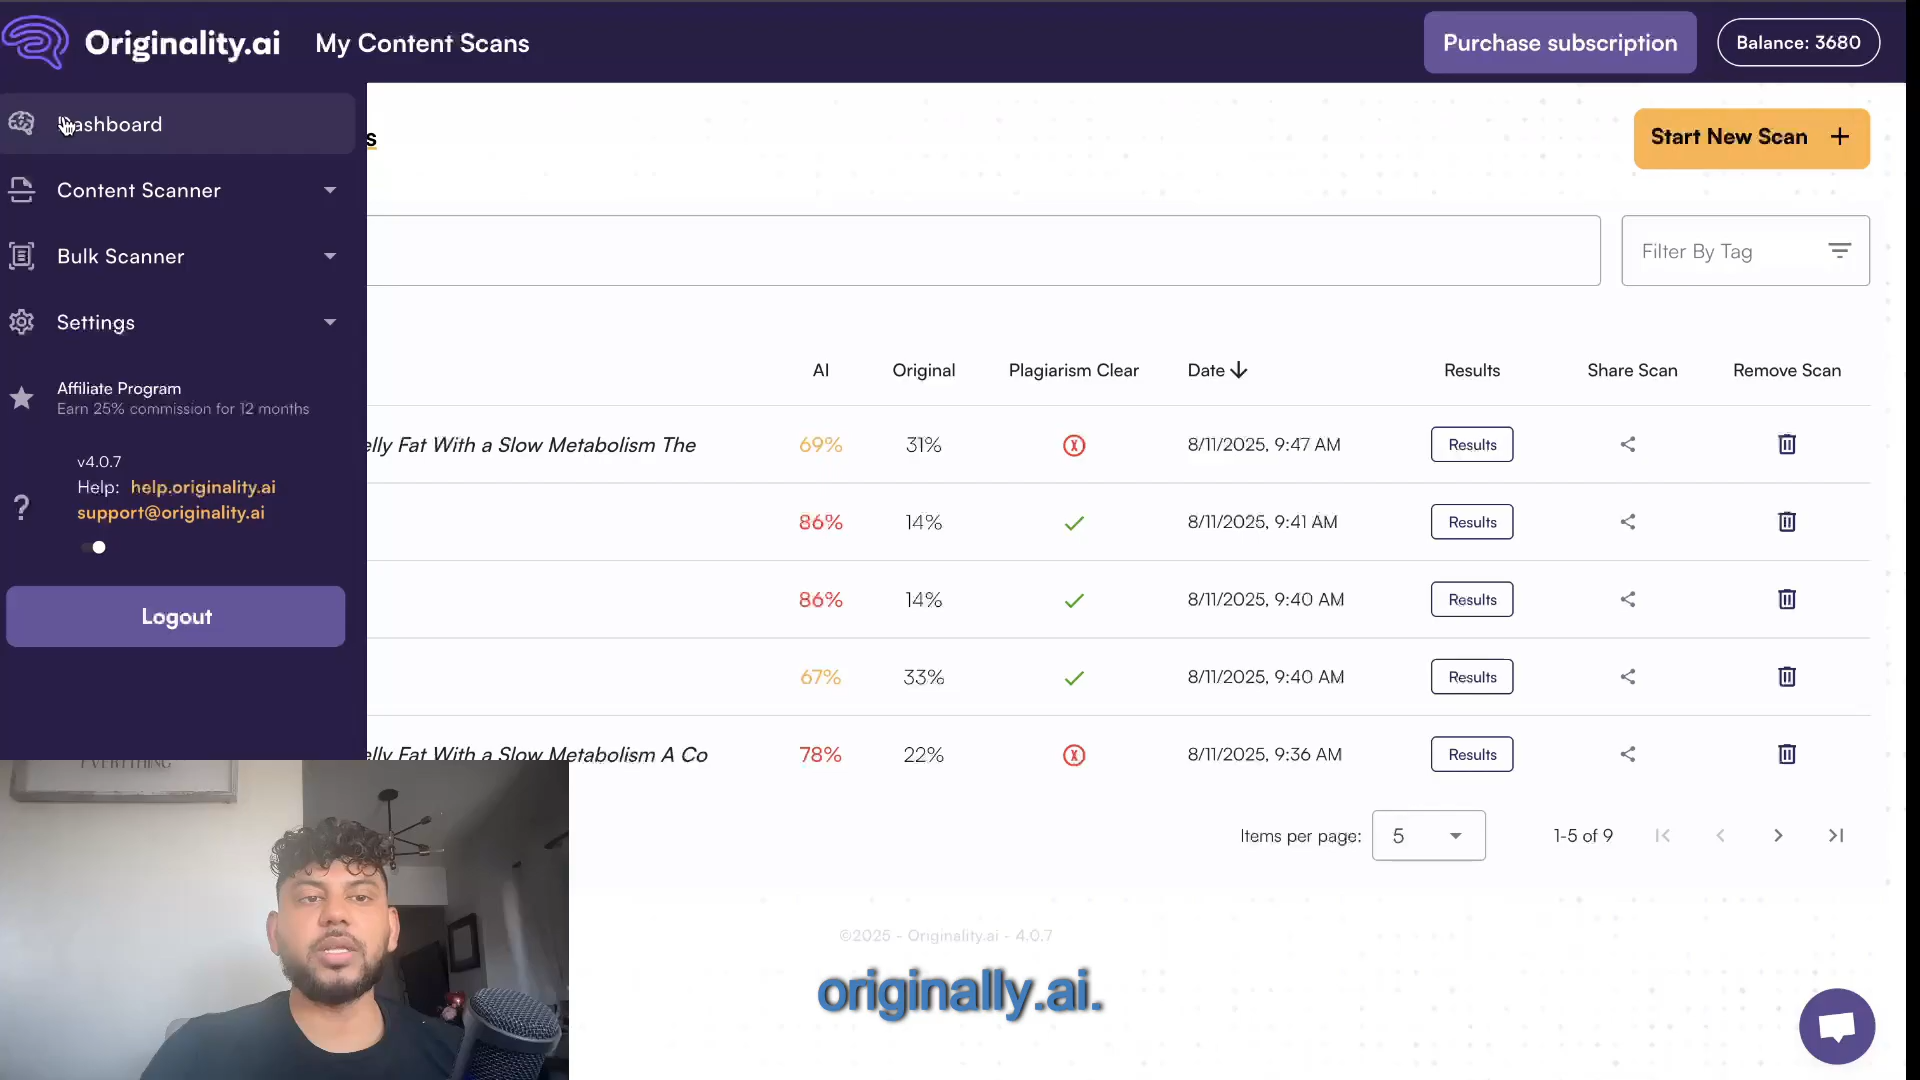 Originality.ai
My Content Scans
Purchase subscription
Balance: 3680
Dashboard
s
Start New Scan +
Content Scanner
Bulk Scanner
Filter By Tag
Settings
Affiliate Program
Earn 25% commission for 12 months
AI Original Plagiarism Clear Date Results Share Scan Remove Scan
elly Fat With a Slow Metabolism The 69% 31% 8/11/2025, 9:47 AM Results
v4.0.7
Help: help.originality.ai
support@originality.ai
86% 14% 8/11/2025, 9:41 AM Results
86% 14% 8/11/2025, 9:40 AM Results
Logout
67% 33% 8/11/2025, 9:40 AM Results
elly Fat With a Slow Metabolism A Co 78% 22% 8/11/2025, 9:36 AM Results
EVERYTHING
Items per page: 5 1-5 of 9
©2025 - Originality.ai - 4.0.7
originally.ai.